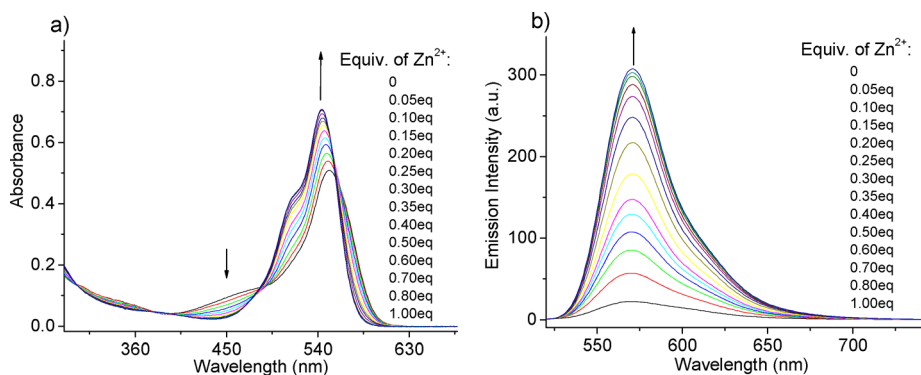 a)
Equiv. of Zn²⁺:
0
0.05eq
0.10eq
0.15eq
0.20eq
0.25eq
0.30eq
0.35eq
0.40eq
0.50eq
0.60eq
0.70eq
0.80eq
1.00eq
Absorbance
0.8
0.6
0.4
0.2
0.0
360
450
540
630
Wavelength (nm)
b)
Equiv. of Zn²⁺:
0
0.05eq
0.10eq
0.15eq
0.20eq
0.25eq
0.30eq
0.35eq
0.40eq
0.50eq
0.60eq
0.70eq
0.80eq
1.00eq
Emission Intensity (a.u.)
300
200
100
0
550
600
650
700
Wavelength (nm)